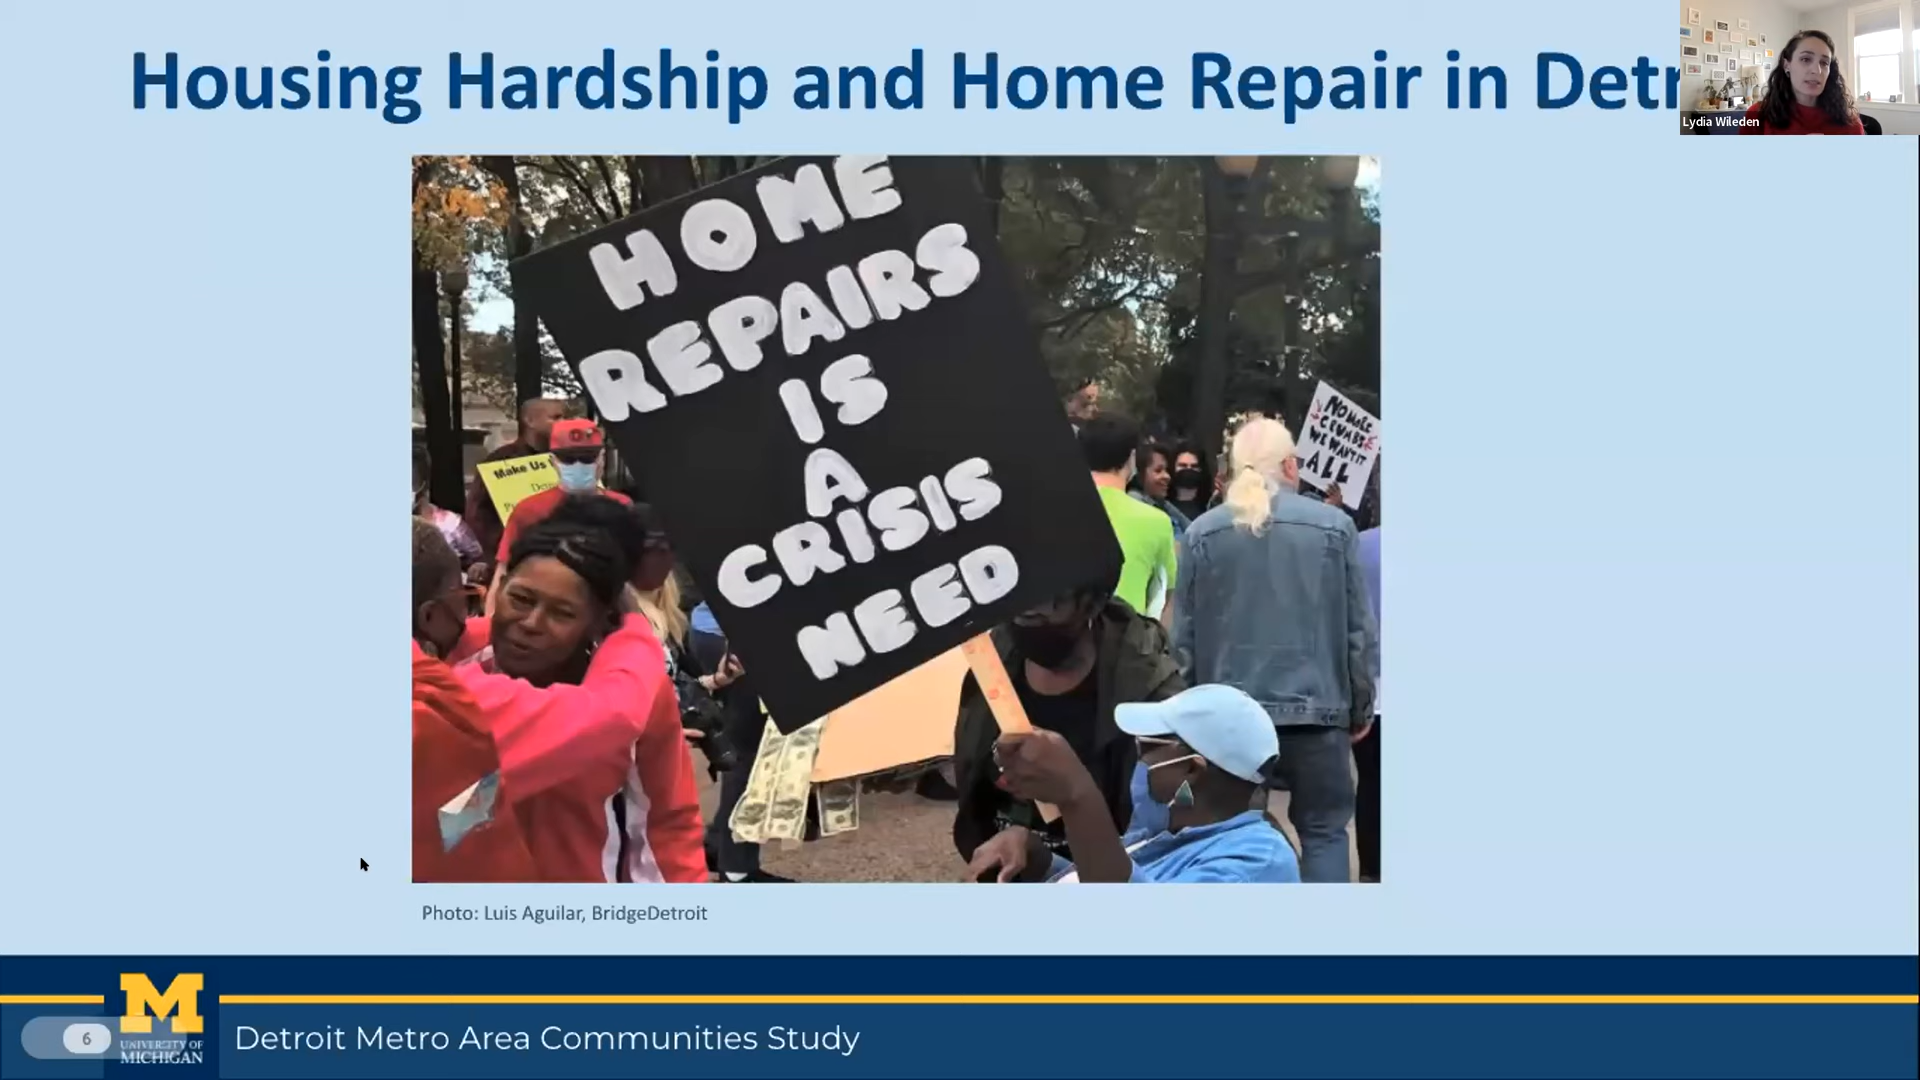 Housing Hardship and Home Repair in Detr
Lydia Wileden
HOME
REPAIRS
IS
A
CRISIS
NEED
Make Us
NO MORE
CRUMBS
WE WANT IT
ALL
Photo: Luis Aguilar, BridgeDetroit
6
M
UNIVERSITY OF
MICHIGAN
Detroit Metro Area Communities Study